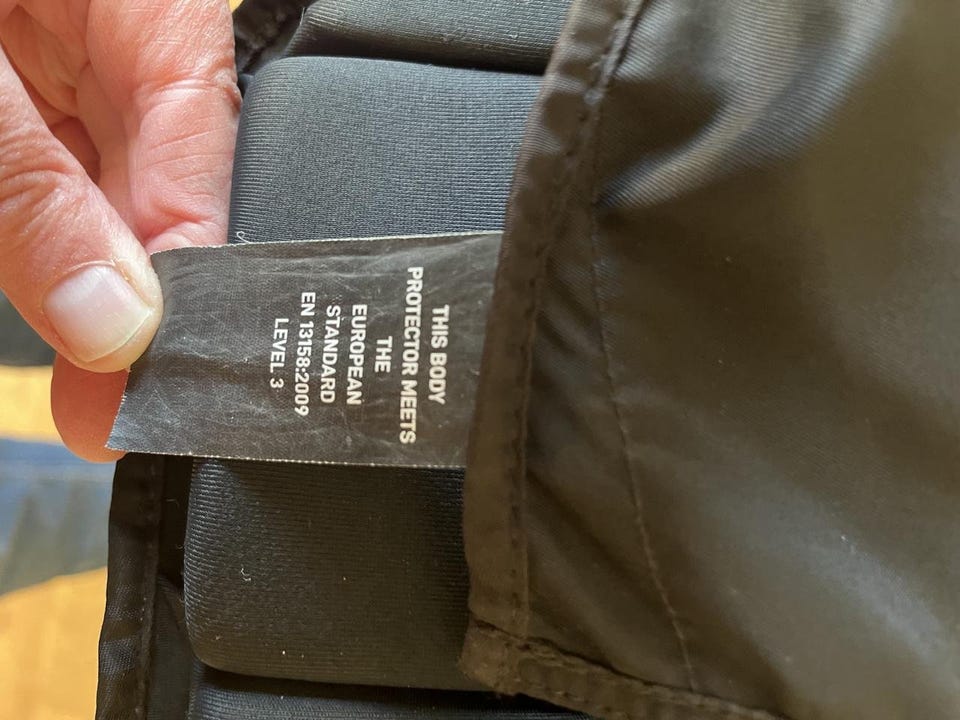 THIS BODY
PROTECTOR MEETS
THE
EUROPEAN
STANDARD
EN 13158:2009
LEVEL 3